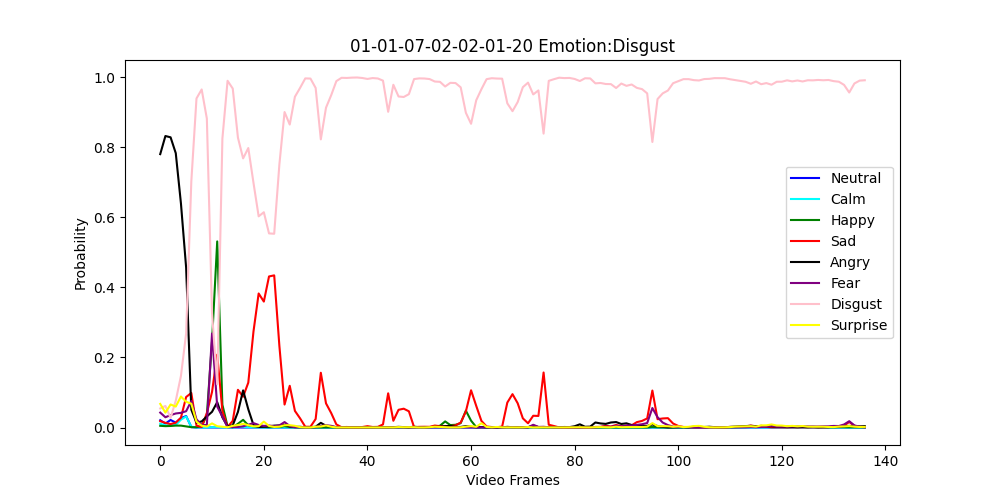 01-01-07-02-02-01-20 Emotion:Disgust
1.0
0.8
0.6
0.4
0.2
0.0
Probability
0 20 40 60 80 100 120 140
Video Frames
Neutral
Calm
Happy
Sad
Angry
Fear
Disgust
Surprise